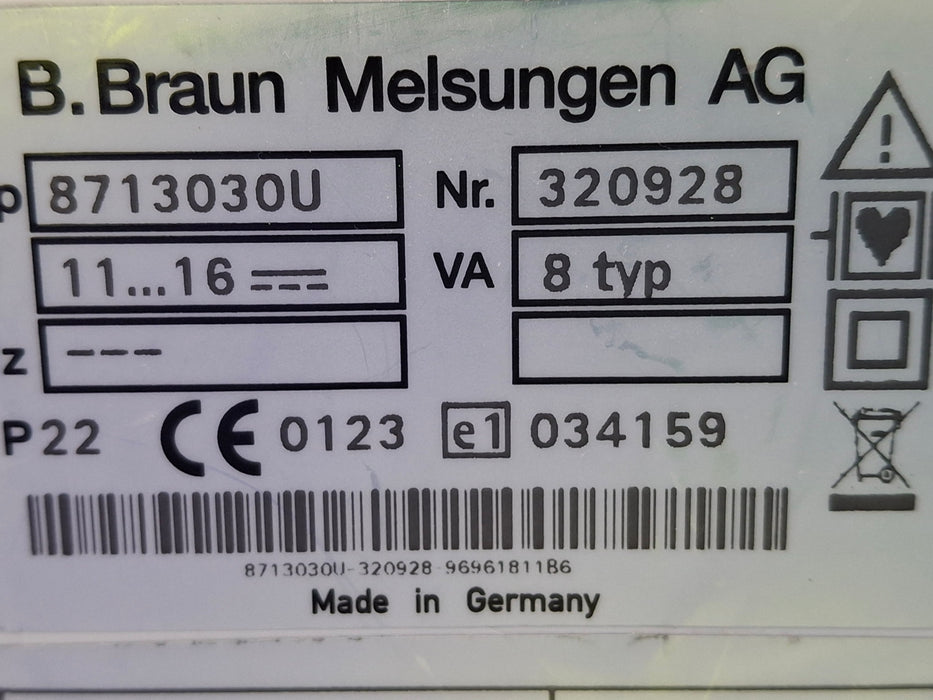 B. Braun Melsungen AG
p 8713030U Nr. 320928
11...16 VA 8 typ
z ---
P22 CE 0123 e1 034159
8713030U-320928-96961811B6
Made in Germany